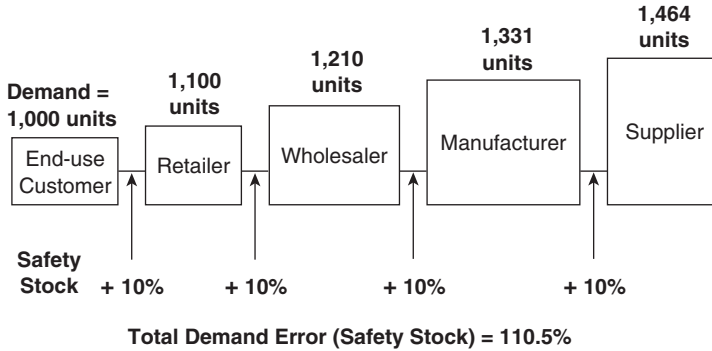 Demand =
1,000 units
1,100
units
1,210
units
1,331
units
1,464
units
End-use
Customer
Retailer
Wholesaler
Manufacturer
Supplier
Safety
Stock
+ 10%
+ 10%
+ 10%
+ 10%
Total Demand Error (Safety Stock) = 110.5%